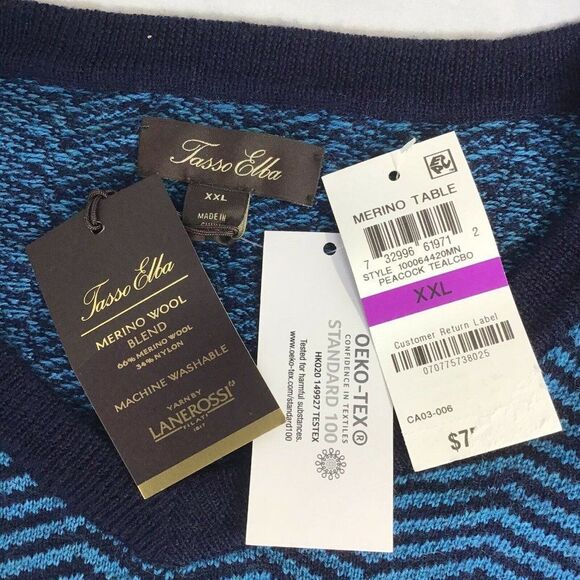 Tasso Elba
XXL
MADE IN
Tasso Elba
MERINO WOOL
BLEND
66% MERINO WOOL
34% NYLON
MACHINE WASHABLE
YARN BY
LANEROSSI
FILATI
1817
OEKO-TEX®
CONFIDENCE IN TEXTILES
STANDARD 100
HK020 149927 TESTEX
Tested for harmful substances.
www.oeko-tex.com/standard100
MERINO TABLE
7 32996 61971 2
STYLE 100064420MN
PEACOCK TEALCBO
XXL
Customer Return Label
070775738025
CA03-006